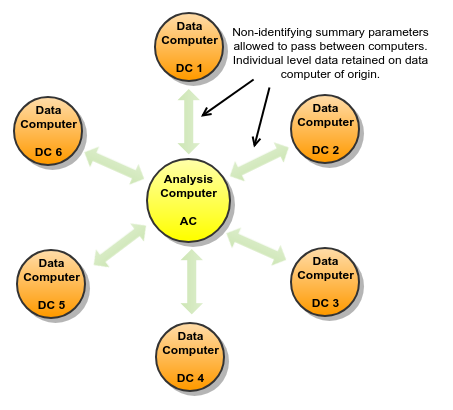 Data
Computer
DC 1
Non-identifying summary parameters
allowed to pass between computers.
Individual level data retained on data
computer of origin.
Data
Computer
DC 6
Data
Computer
DC 2
Analysis
Computer
AC
Data
Computer
DC 5
Data
Computer
DC 3
Data
Computer
DC 4